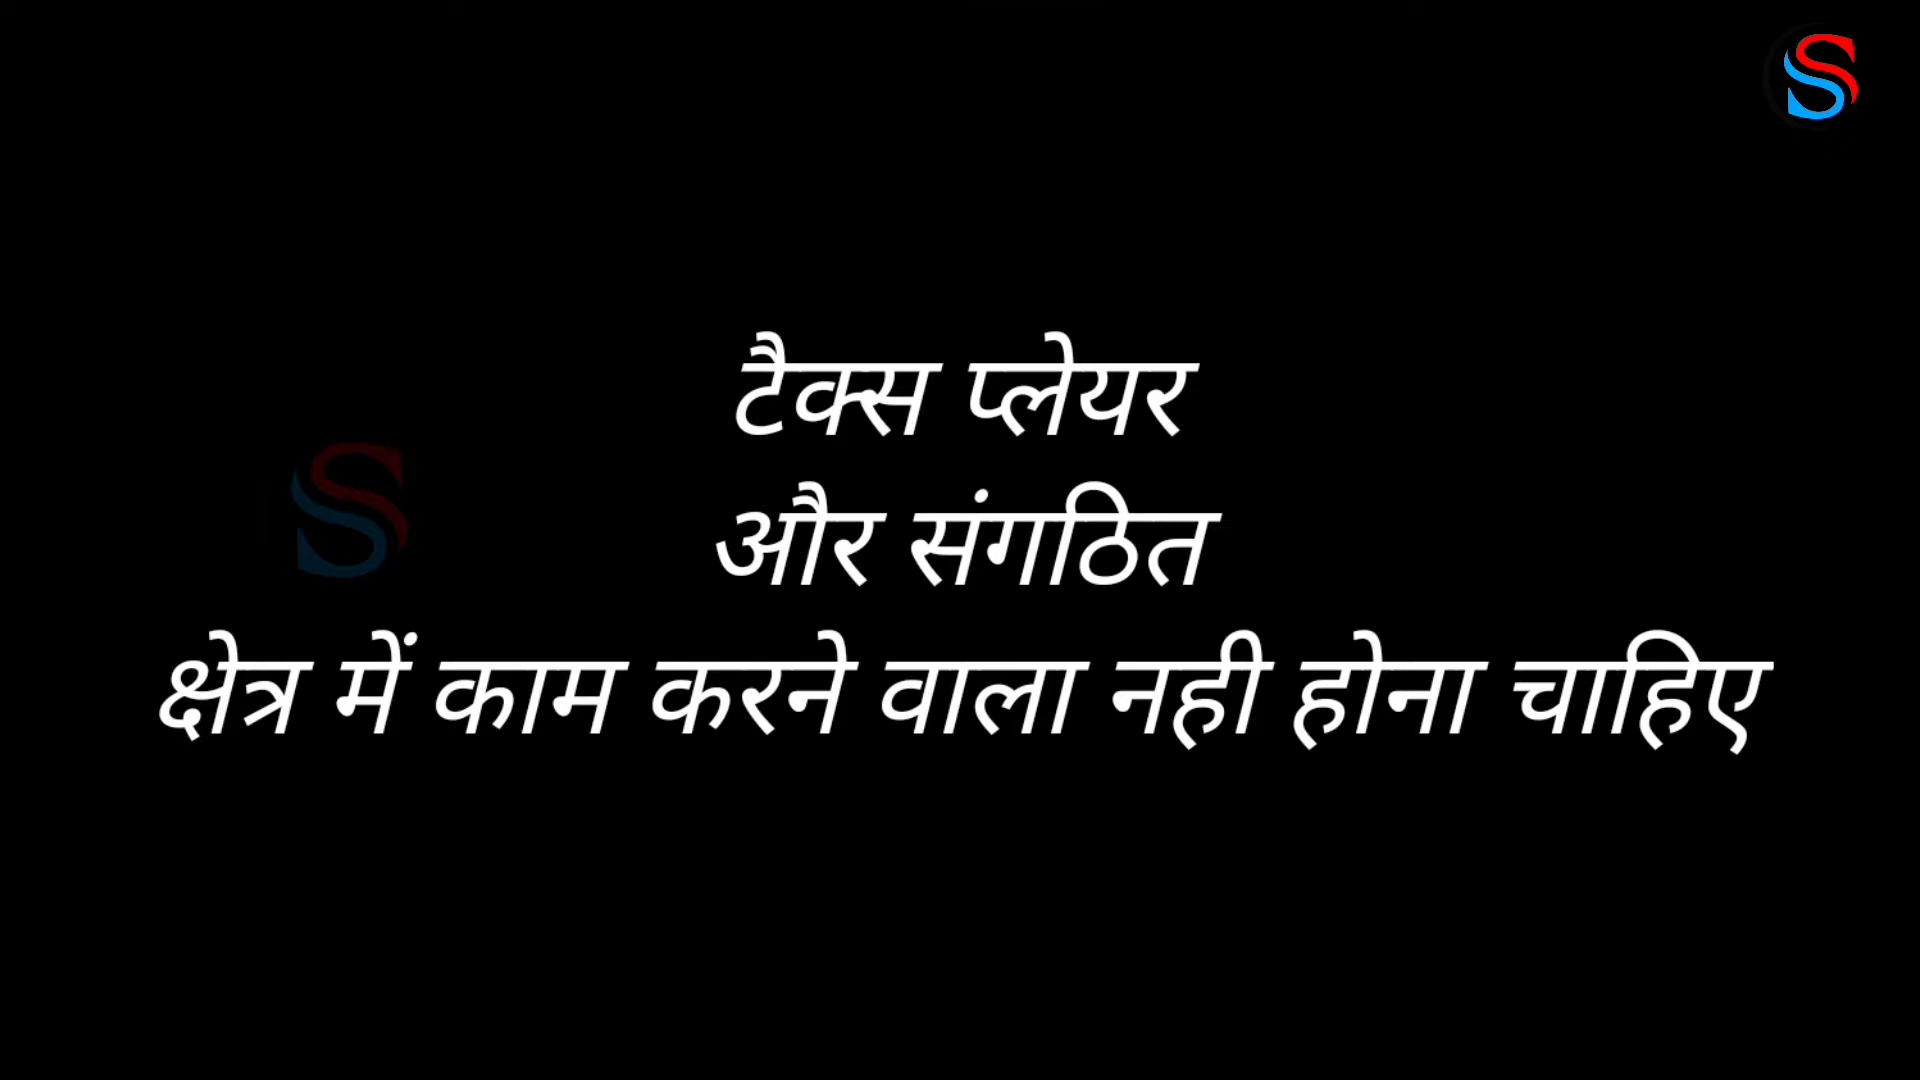 टैक्स प्लेयर
और संगठित
क्षेत्र में काम करने वाला नही होना चाहिए